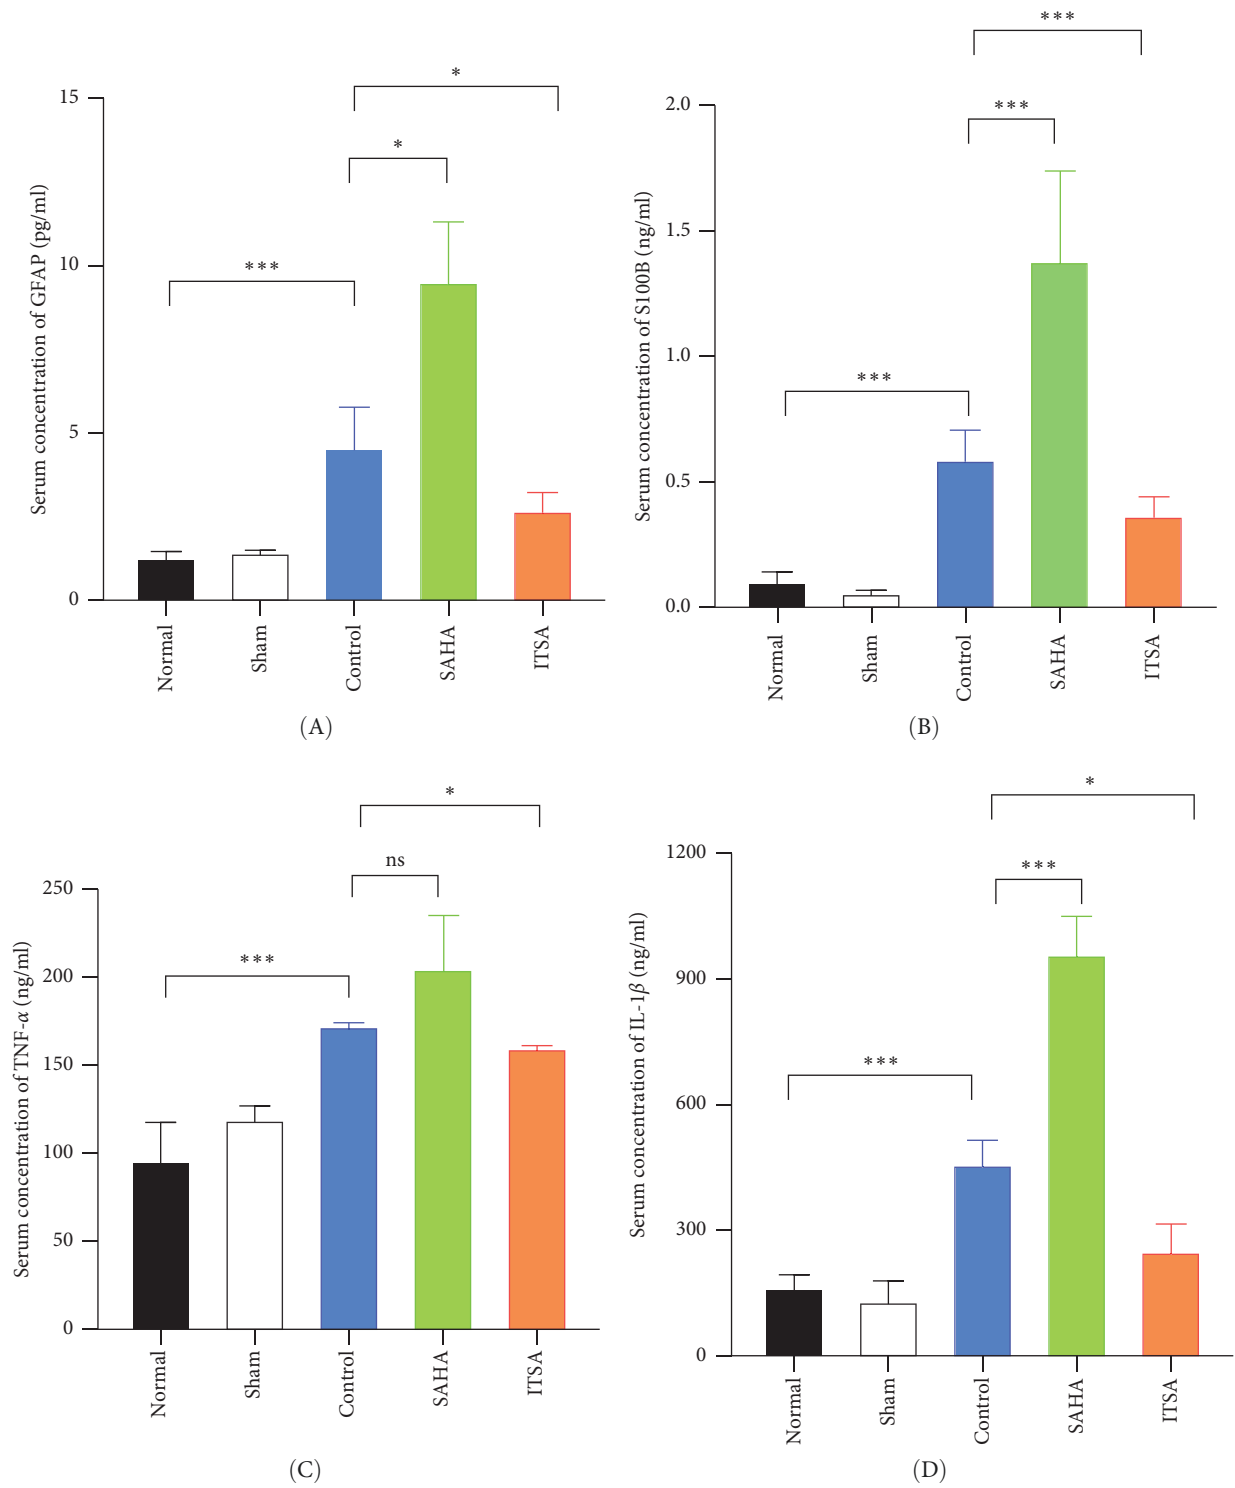 ***
*
15
*
10
***
5
0
Serum concentration of GFAP (pg/ml)
Normal
Sham
Control
SAHA
ITSA
(A)
2.0
***
1.5
1.0
***
0.5
0.0
Serum concentration of S100B (ng/ml)
Normal
Sham
Control
SAHA
ITSA
(B)
*
ns
250
200
***
150
100
50
0
Serum concentration of TNF-α (ng/ml)
Normal
Sham
Control
SAHA
ITSA
(C)
*
1200
***
900
***
600
300
0
Serum concentration of IL-1β (ng/ml)
Normal
Sham
Control
SAHA
ITSA
(D)